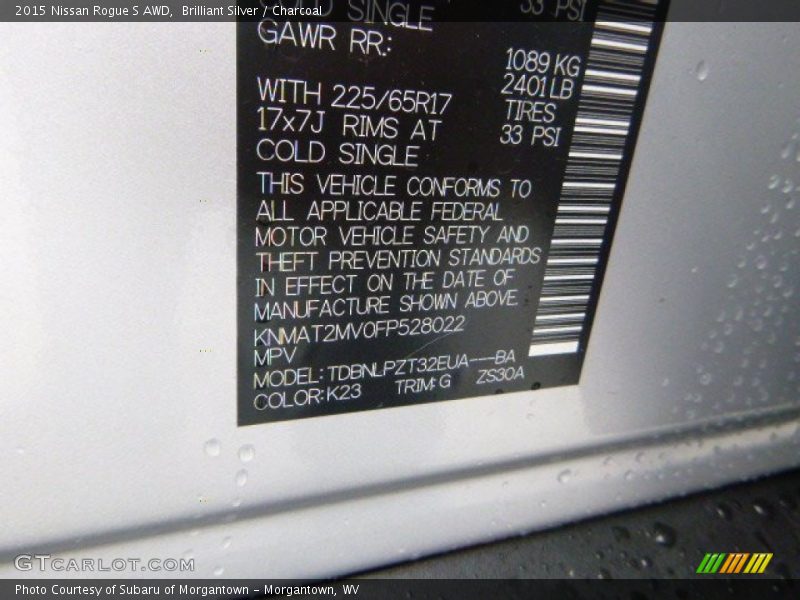 2015 Nissan Rogue S AWD, Brilliant Silver / Charcoal
COLD SINGLE 33 PSI
GAWR RR: 1089 KG
2401 LB
WITH 225/65R17 TIRES
17x7J RIMS AT 33 PSI
COLD SINGLE
THIS VEHICLE CONFORMS TO
ALL APPLICABLE FEDERAL
MOTOR VEHICLE SAFETY AND
THEFT PREVENTION STANDARDS
IN EFFECT ON THE DATE OF
MANUFACTURE SHOWN ABOVE.
KNMAT2MV0FP528022
MPV
MODEL:TDBNLPZT32EUA---BA
COLOR:K23 TRIM:G ZS30A
GTCARLOT.COM
Photo Courtesy of Subaru of Morgantown - Morgantown, WV